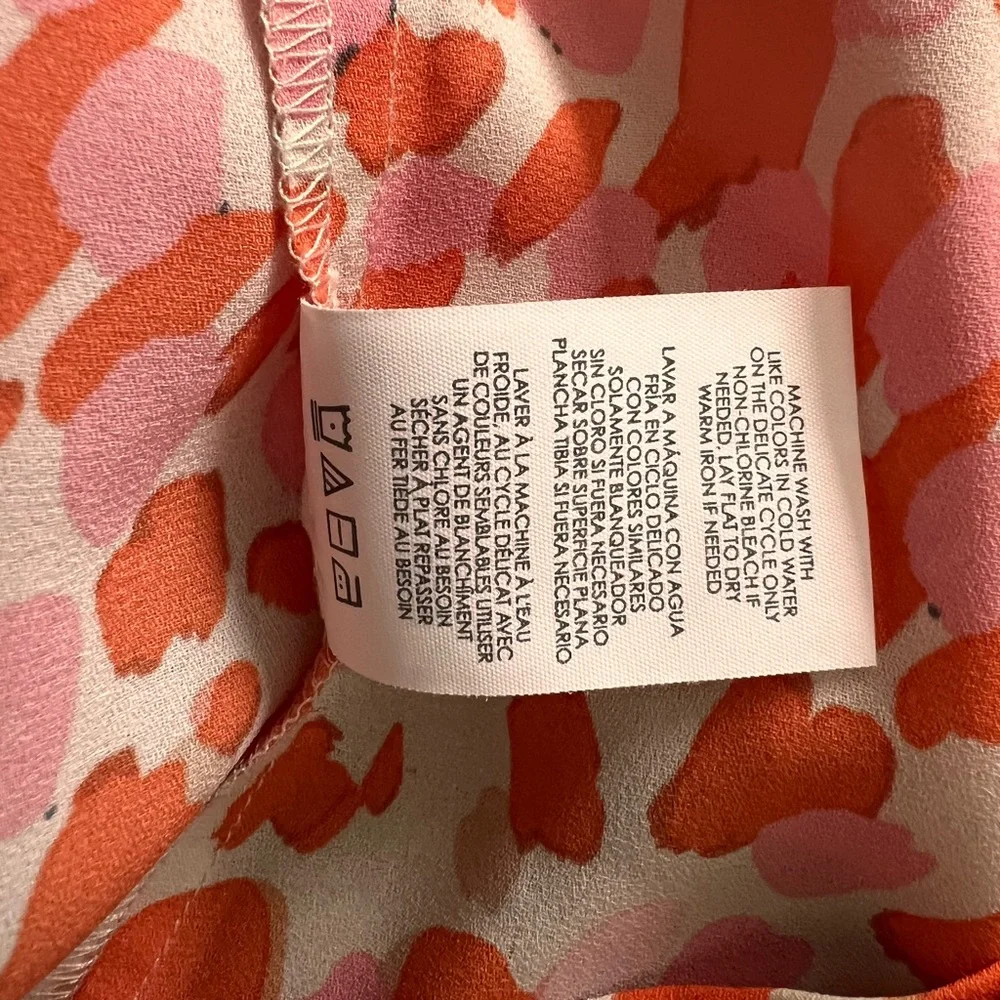 MACHINE WASH WITH
LIKE COLORS IN COLD WATER
ON THE DELICATE CYCLE ONLY
NON-CHLORINE BLEACH IF
NEEDED, LAY FLAT TO DRY
WARM IRON IF NEEDED
LAVAR A MÁQUINA CON AGUA
FRÍA EN CICLO DELICADO
CON COLORES SIMILARES
SOLAMENTE BLANQUEADOR
SIN CLORO SI FUERA NECESARIO
SECAR SOBRE SUPERFICIE PLANA
PLANCHA TIBIA SI FUERA NECESARIO
LAVER À LA MACHINE À L'EAU
FROIDE, AU CYCLE DÉLICAT AVEC
DE COULEURS SEMBLABLES UTILISER
UN AGENT DE BLANCHIMENT
SANS CHLORE AU BESOIN
SÉCHER À PLAT REPASSER
AU FER TIÈDE AU BESOIN